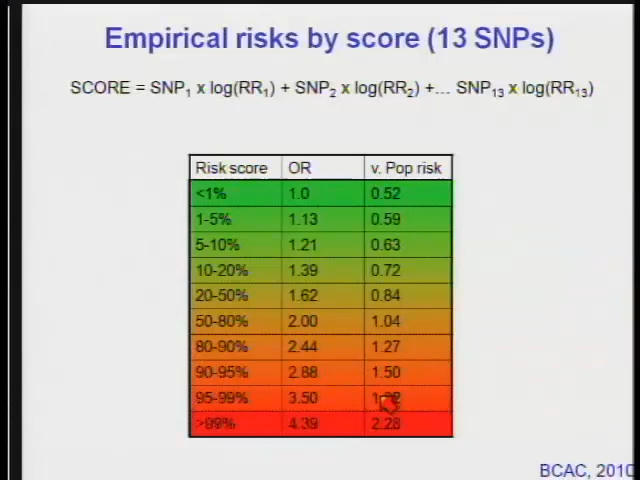 Empirical risks by score (13 SNPs)
SCORE = SNP1 x log(RR1) + SNP2 x log(RR2) +... SNP13 x log(RR13)
Risk score OR v. Pop risk
<1% 1.0 0.52
1-5% 1.13 0.59
5-10% 1.21 0.63
10-20% 1.39 0.72
20-50% 1.62 0.84
50-80% 2.00 1.04
80-90% 2.44 1.27
90-95% 2.88 1.50
95-99% 3.50
>99% 4.39 2.28
BCAC, 2010